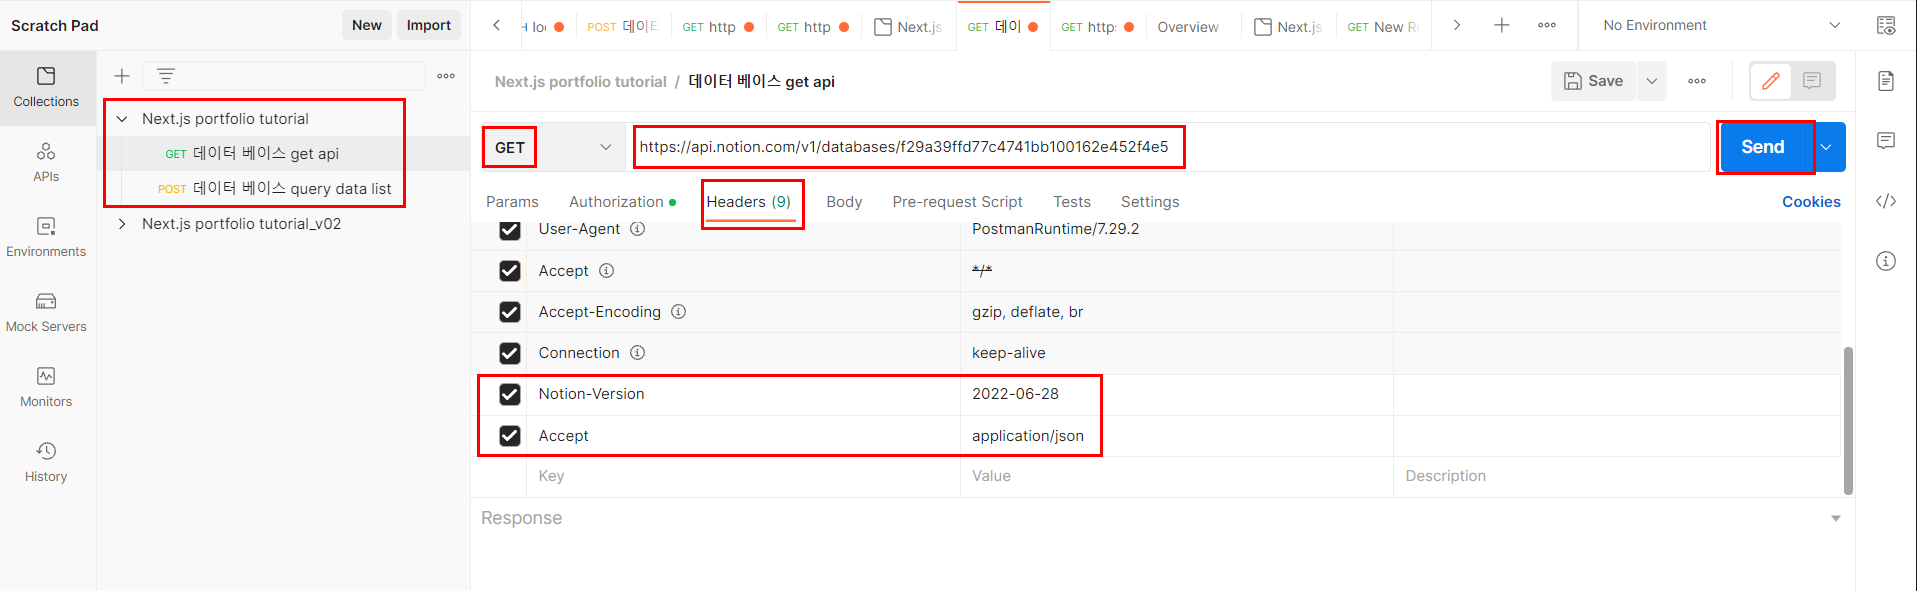 Scratch Pad
New
Import
POST 데이터
GET http
GET http
Next.js
GET 데이
GET https
Overview
Next.js
GET New R
No Environment
Collections
APIs
Environments
Mock Servers
Monitors
History
Next.js portfolio tutorial
GET 데이터 베이스 get api
POST 데이터 베이스 query data list
Next.js portfolio tutorial_v02
Next.js portfolio tutorial / 데이터 베이스 get api
Save
GET
https://api.notion.com/v1/databases/f29a39ffd77c4741bb100162e452f4e5
Send
Params Authorization Headers (9) Body Pre-request Script Tests Settings Cookies
User-Agent PostmanRuntime/7.29.2
Accept */*
Accept-Encoding gzip, deflate, br
Connection keep-alive
Notion-Version 2022-06-28
Accept application/json
Key Value Description
Response